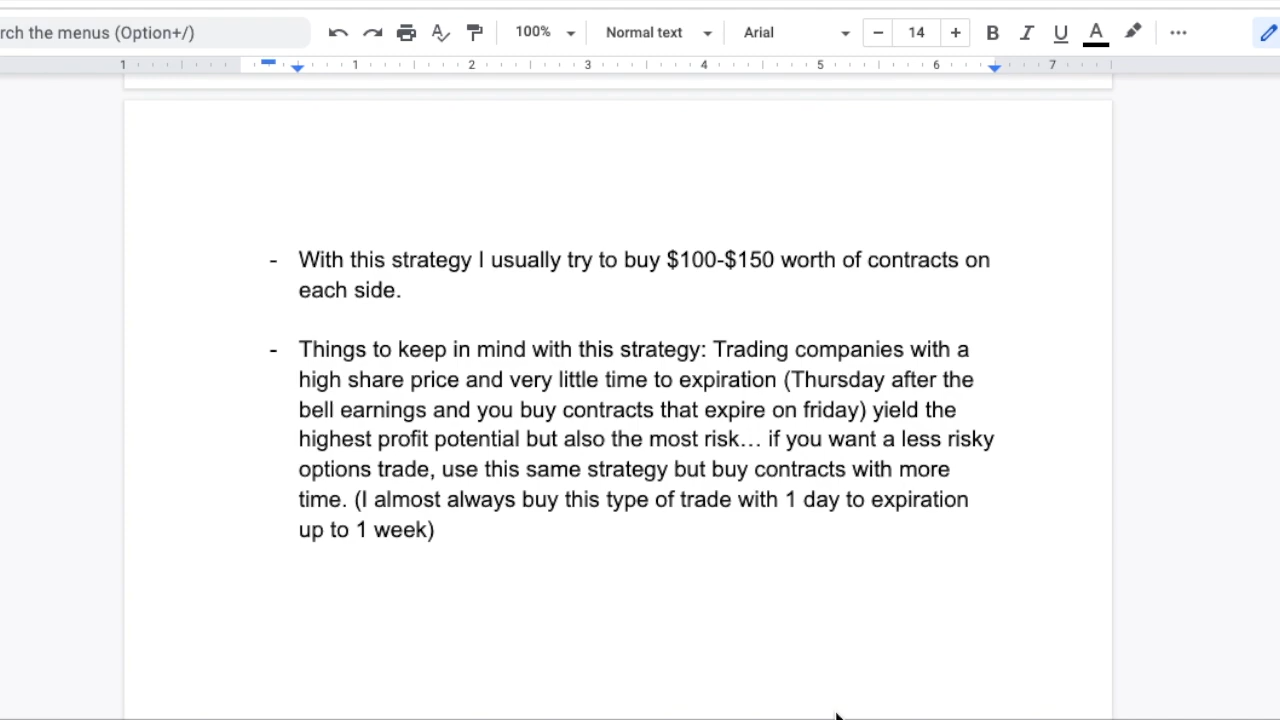 rch the menus (Option+/)
100%
Normal text
Arial
− 14 +
B I U A
1 1 2 3 4 5 6 7
- With this strategy I usually try to buy $100-$150 worth of contracts on
each side.
- Things to keep in mind with this strategy: Trading companies with a
high share price and very little time to expiration (Thursday after the
bell earnings and you buy contracts that expire on friday) yield the
highest profit potential but also the most risk… if you want a less risky
options trade, use this same strategy but buy contracts with more
time. (I almost always buy this type of trade with 1 day to expiration
up to 1 week)